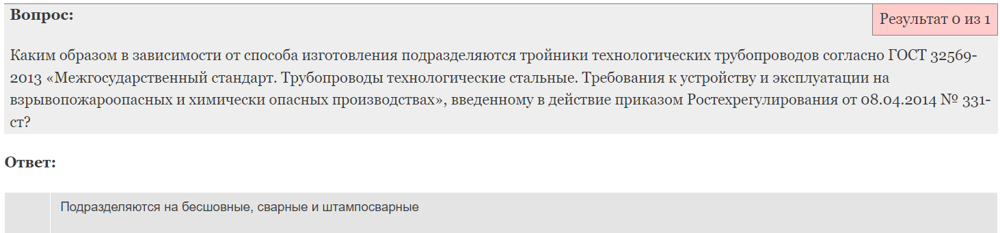 Вопрос:
Результат 0 из 1
Каким образом в зависимости от способа изготовления подразделяются тройники технологических трубопроводов согласно ГОСТ 32569-
2013 «Межгосударственный стандарт. Трубопроводы технологические стальные. Требования к устройству и эксплуатации на
взрывопожароопасных и химически опасных производствах», введенному в действие приказом Ростехрегулирования от 08.04.2014 № 331-
ст?
Ответ:
Подразделяются на бесшовные, сварные и штампосварные